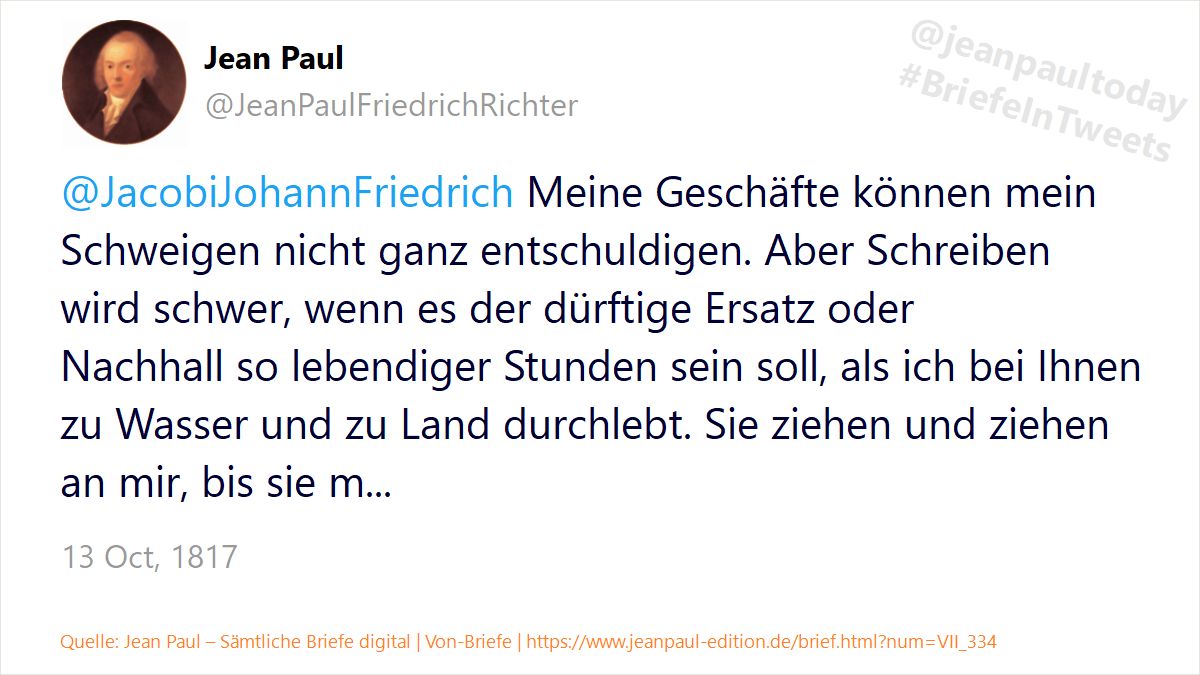 Jean Paul
@JeanPaulFriedrichRichter
@jeanpaultoday
#BriefeInTweets
@JacobiJohannFriedrich Meine Geschäfte können mein
Schweigen nicht ganz entschuldigen. Aber Schreiben
wird schwer, wenn es der dürftige Ersatz oder
Nachhall so lebendiger Stunden sein soll, als ich bei Ihnen
zu Wasser und zu Land durchlebt. Sie ziehen und ziehen
an mir, bis sie m...
13 Oct, 1817
Quelle: Jean Paul – Sämtliche Briefe digital | Von-Briefe | https://www.jeanpaul-edition.de/brief.html?num=VII_334